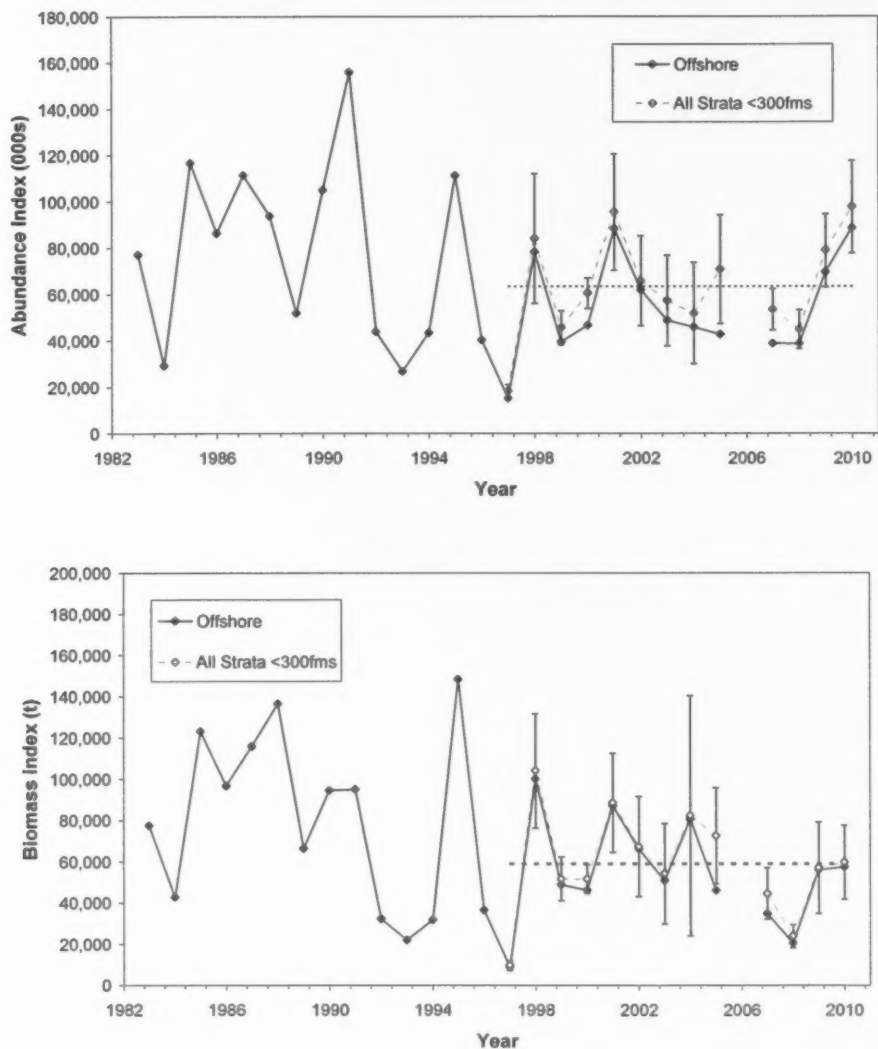 180,000
160,000
140,000
120,000
100,000
80,000
60,000
40,000
20,000
0
Abundance Index (000s)
Offshore
All Strata <300fms
1982 1986 1990 1994 1998 2002 2006 2010
Year
200,000
180,000
160,000
140,000
120,000
100,000
80,000
60,000
40,000
20,000
0
Biomass index (t)
Offshore
All Strata <300fms
1982 1986 1990 1994 1998 2002 2006 2010
Year